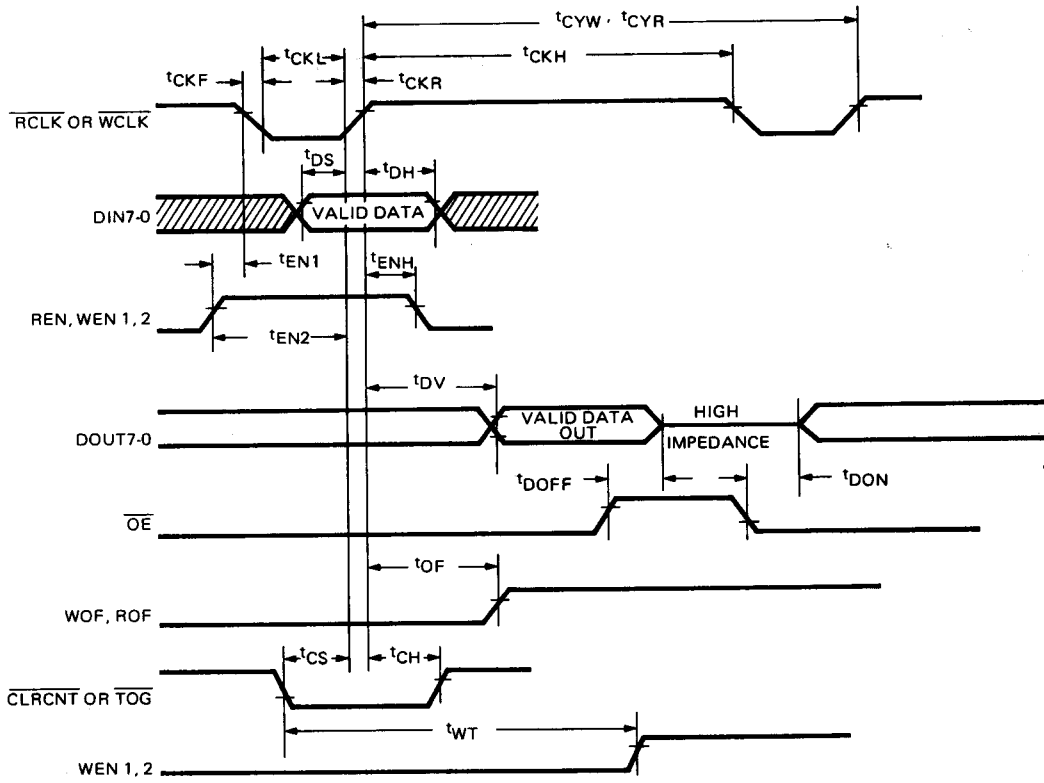 tCYW, tCYR
tCKL
tCKH
tCKF
tCKR
RCLK OR WCLK
tDS
tDH
DIN7-0
VALID DATA
tEN1
tENH
REN, WEN 1, 2
tEN2
tDV
DOUT7-0
VALID DATA OUT
HIGH IMPEDANCE
tDOFF
tDON
OE
tOF
WOF, ROF
tCS
tCH
CLRCNT OR TOG
tWT
WEN 1, 2